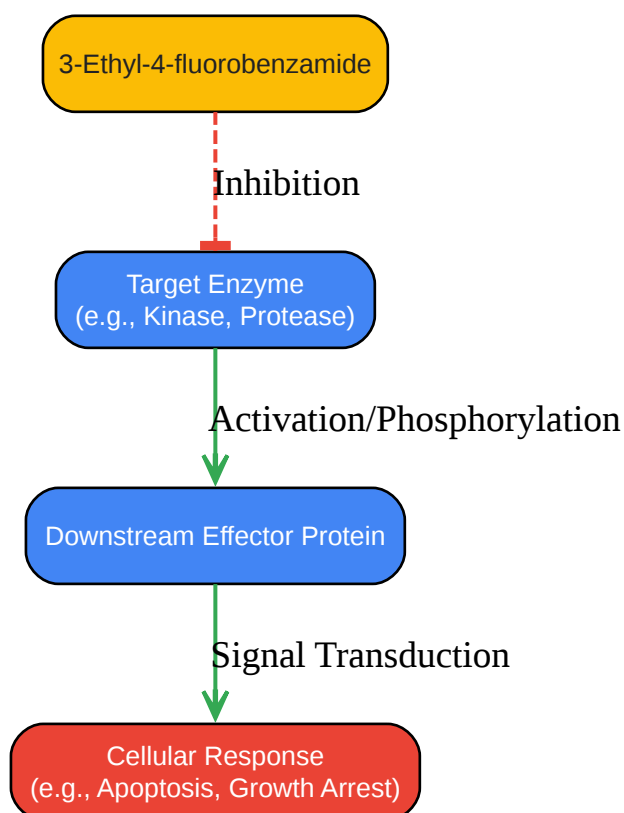 3-Ethyl-4-fluorobenzamide
Inhibition
Target Enzyme
(e.g., Kinase, Protease)
Activation/Phosphorylation
Downstream Effector Protein
Signal Transduction
Cellular Response
(e.g., Apoptosis, Growth Arrest)